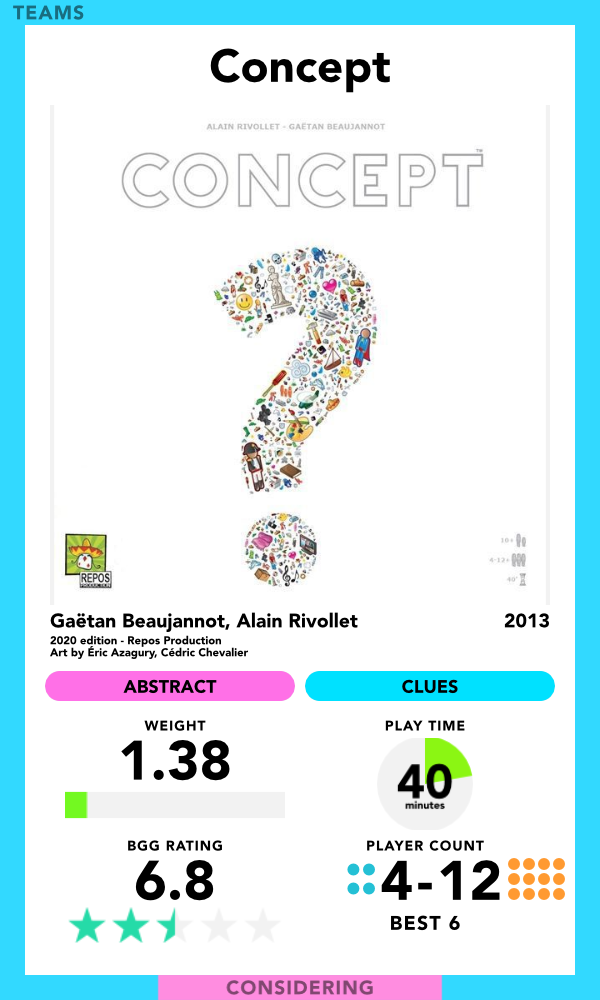 TEAMS
Concept
ALAIN RIVOLLET - GAËTAN BEAUJANNOT
CONCEPT™
REPOS
PRODUCTION
10+
4-12+
40'
Gaëtan Beaujannot, Alain Rivollet 2013
2020 edition - Repos Production
Art by Éric Azagury, Cédric Chevalier
ABSTRACT CLUES
WEIGHT PLAY TIME
1.38 40
minutes
BGG RATING PLAYER COUNT
6.8 4-12
BEST 6
CONSIDERING